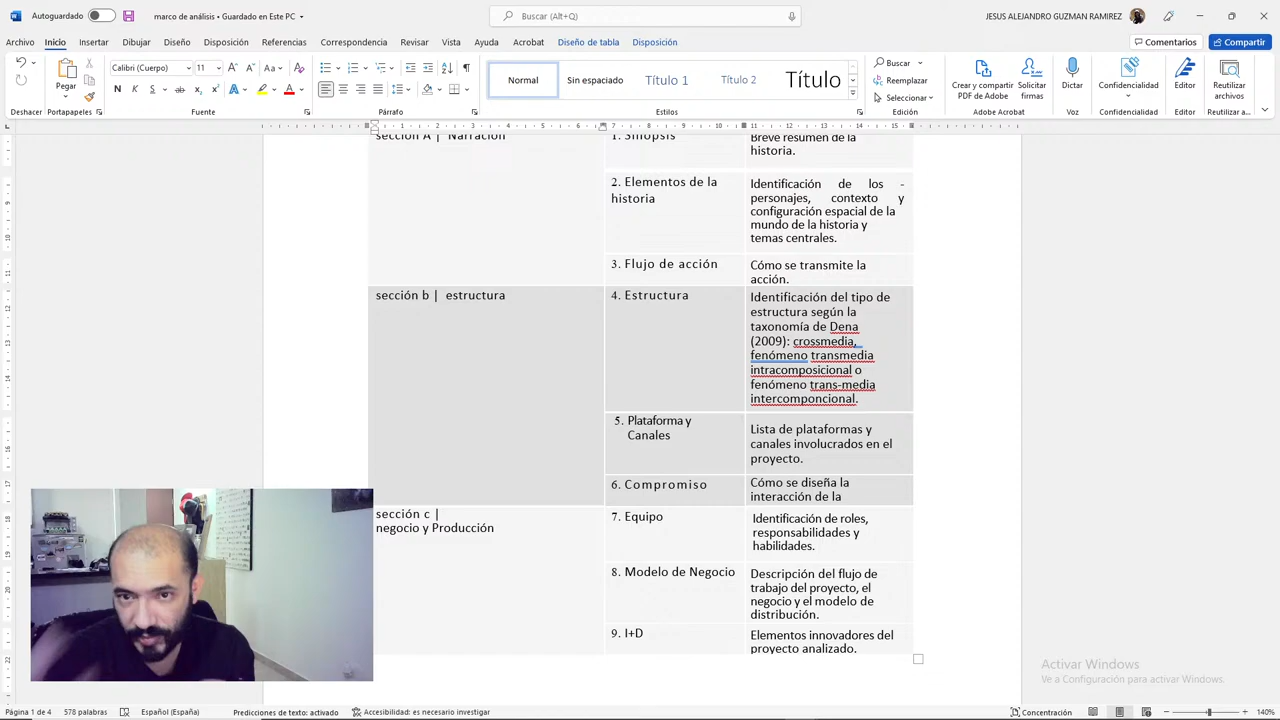 Autoguardado
marco de análisis • Guardado en Este PC
Buscar (Alt+Q)
JESUS ALEJANDRO GUZMAN RAMIREZ
Archivo Inicio Insertar Dibujar Diseño Disposición Referencias Correspondencia Revisar Vista Ayuda Acrobat Diseño de tabla Disposición
Comentarios Compartir
Pegar
Calibri (Cuerpo) 11
Normal Sin espaciado Título 1 Título 2 Título
Buscar
Reemplazar
Seleccionar
Crear y compartir PDF de Adobe
Solicitar firmas
Dictar
Confidencialidad
Editor
Reutilizar archivos
Deshacer Portapapeles Fuente Párrafo Estilos Edición Adobe Acrobat Voz Confidencialidad Editor Reutilizar a...
sección A | Narración
1. Sinopsis
Breve resumen de la
historia.
2. Elementos de la
historia
Identificación de los -
personajes, contexto y
configuración espacial de la
mundo de la historia y
temas centrales.
3. Flujo de acción
Cómo se transmite la
acción.
sección b | estructura
4. Estructura
Identificación del tipo de
estructura según la
taxonomía de Dena
(2009): crossmedia,
fenómeno transmedia
intracomposicional o
fenómeno trans-media
intercomponcional.
5. Plataforma y
Canales
Lista de plataformas y
canales involucrados en el
proyecto.
6. Compromiso
Cómo se diseña la
interacción de la
sección c |
negocio y Producción
7. Equipo
Identificación de roles,
responsabilidades y
habilidades.
8. Modelo de Negocio
Descripción del flujo de
trabajo del proyecto, el
negocio y el modelo de
distribución.
9. I+D
Elementos innovadores del
proyecto analizado.
Activar Windows
Ve a Configuración para activar Windows.
Página 1 de 4 578 palabras Español (España) Predicciones de texto: activado Accesibilidad: es necesario investigar Concentración 140%